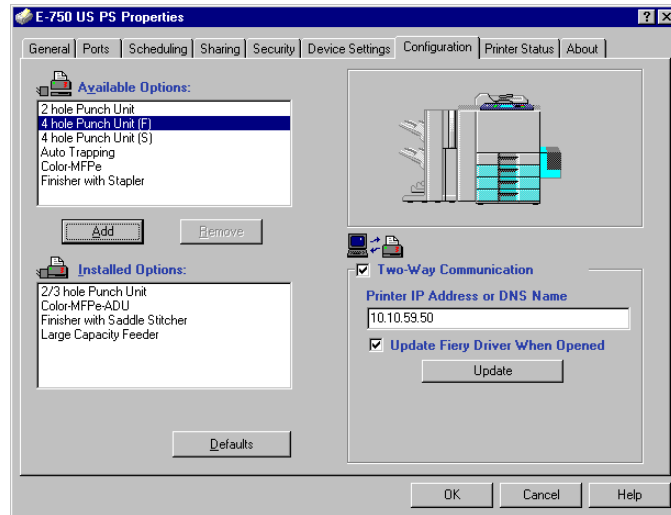 E-750 US PS Properties
General Ports Scheduling Sharing Security Device Settings Configuration Printer Status About
Available Options:
2 hole Punch Unit
4 hole Punch Unit (F)
4 hole Punch Unit (S)
Auto Trapping
Color-MFPe
Finisher with Stapler
Add Remove
Installed Options:
2/3 hole Punch Unit
Color-MFPe-ADU
Finisher with Saddle Stitcher
Large Capacity Feeder
Defaults
Two-Way Communication
Printer IP Address or DNS Name
10.10.59.50
Update Fiery Driver When Opened
Update
OK Cancel Help